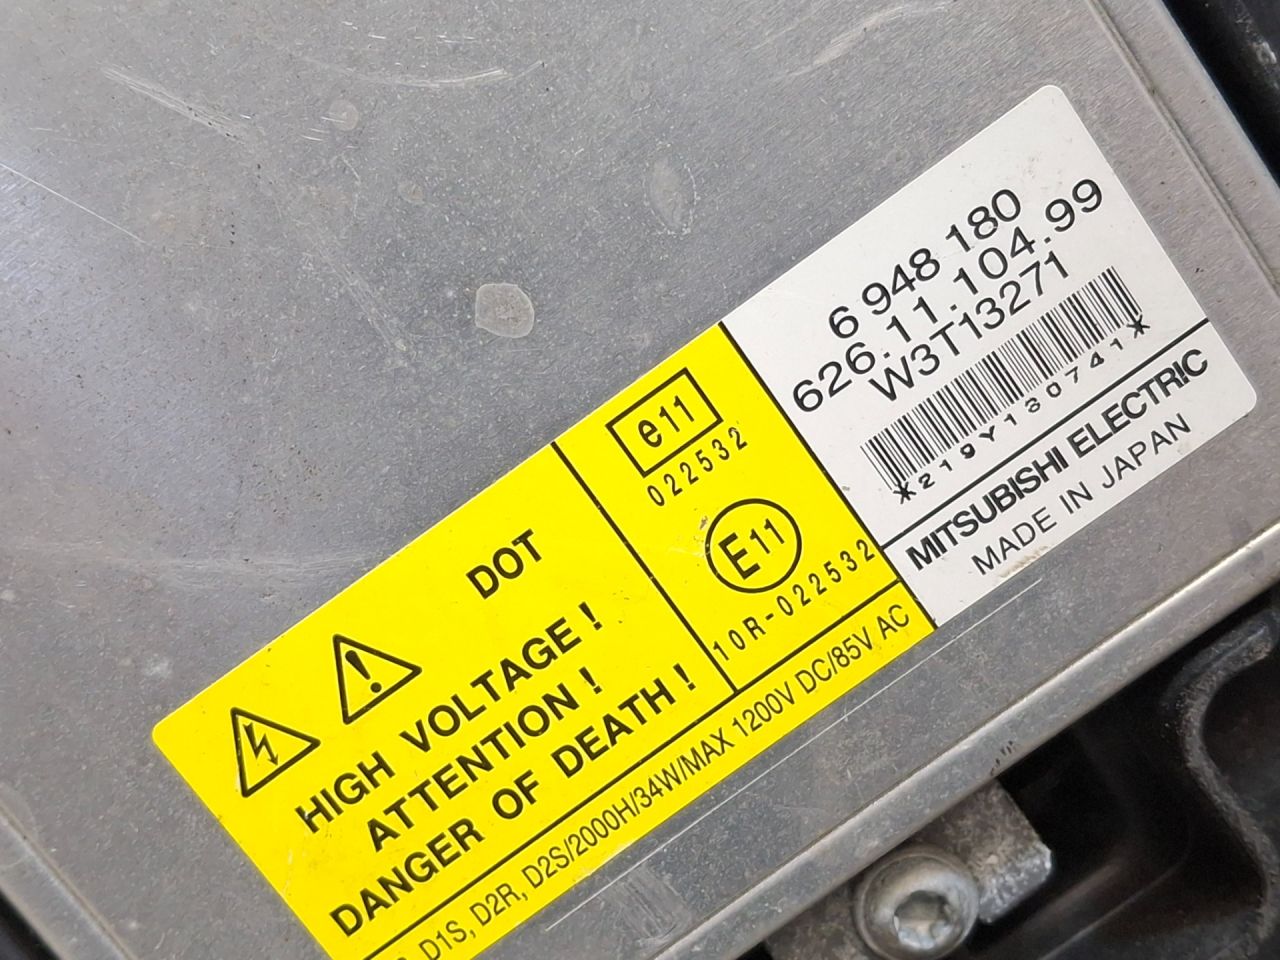 6 948 180
626.11.104.99
W3T13271
*219Y130741*
MITSUBISHI ELECTRIC
MADE IN JAPAN
e11
022532
E11
10R-022532
DOT
HIGH VOLTAGE !
ATTENTION !
DANGER OF DEATH !
D1S, D2R, D2S/2000H/34W/MAX 1200V DC/85V AC